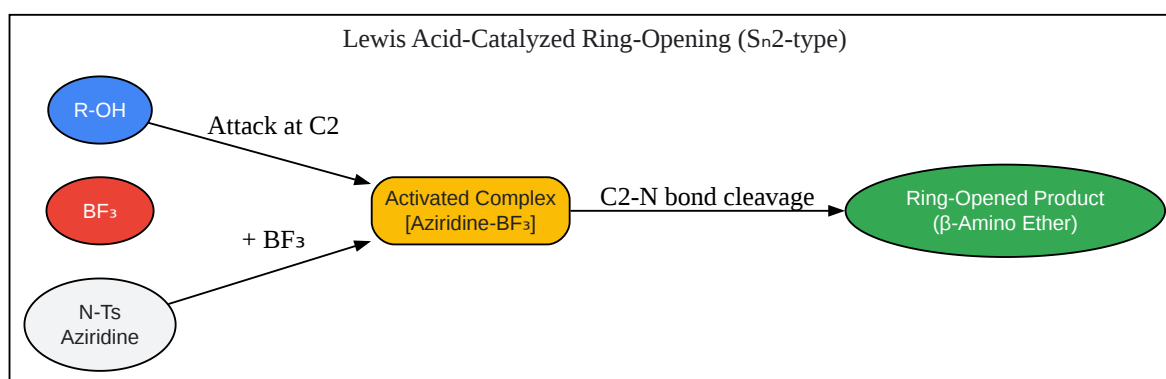 Lewis Acid-Catalyzed Ring-Opening (Sₙ2-type)
R-OH
Attack at C2
BF₃
Activated Complex
[Aziridine-BF₃]
C2-N bond cleavage
Ring-Opened Product
(β-Amino Ether)
+ BF₃
N-Ts
Aziridine